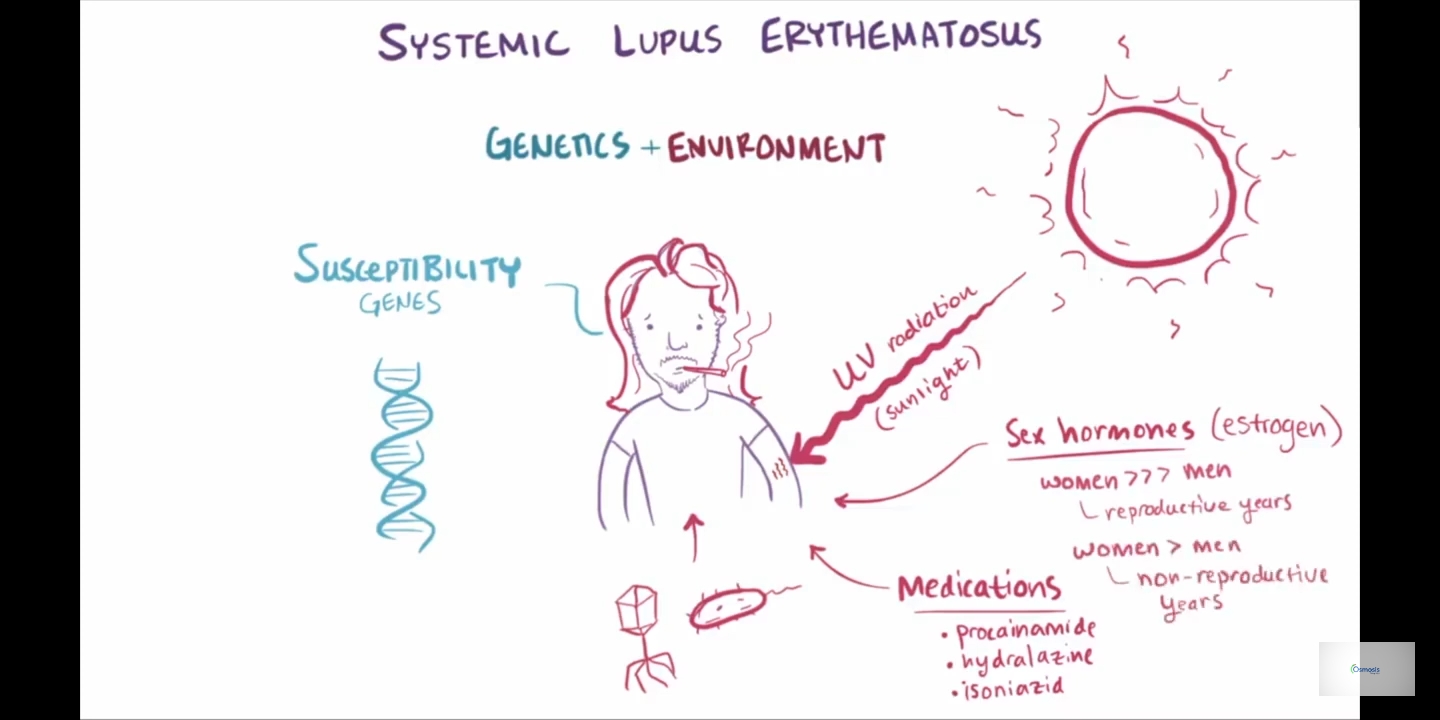 SYSTEMIC LUPUS ERYTHEMATOSUS
GENETICS + ENVIRONMENT
SUSCEPTIBILITY
GENES
UV radiation
(sunlight)
Sex hormones (estrogen)
women >>> men
reproductive years
women > men
non-reproductive
years
Medications
• procainamide
• hydralazine
• isoniazid
Osmosis